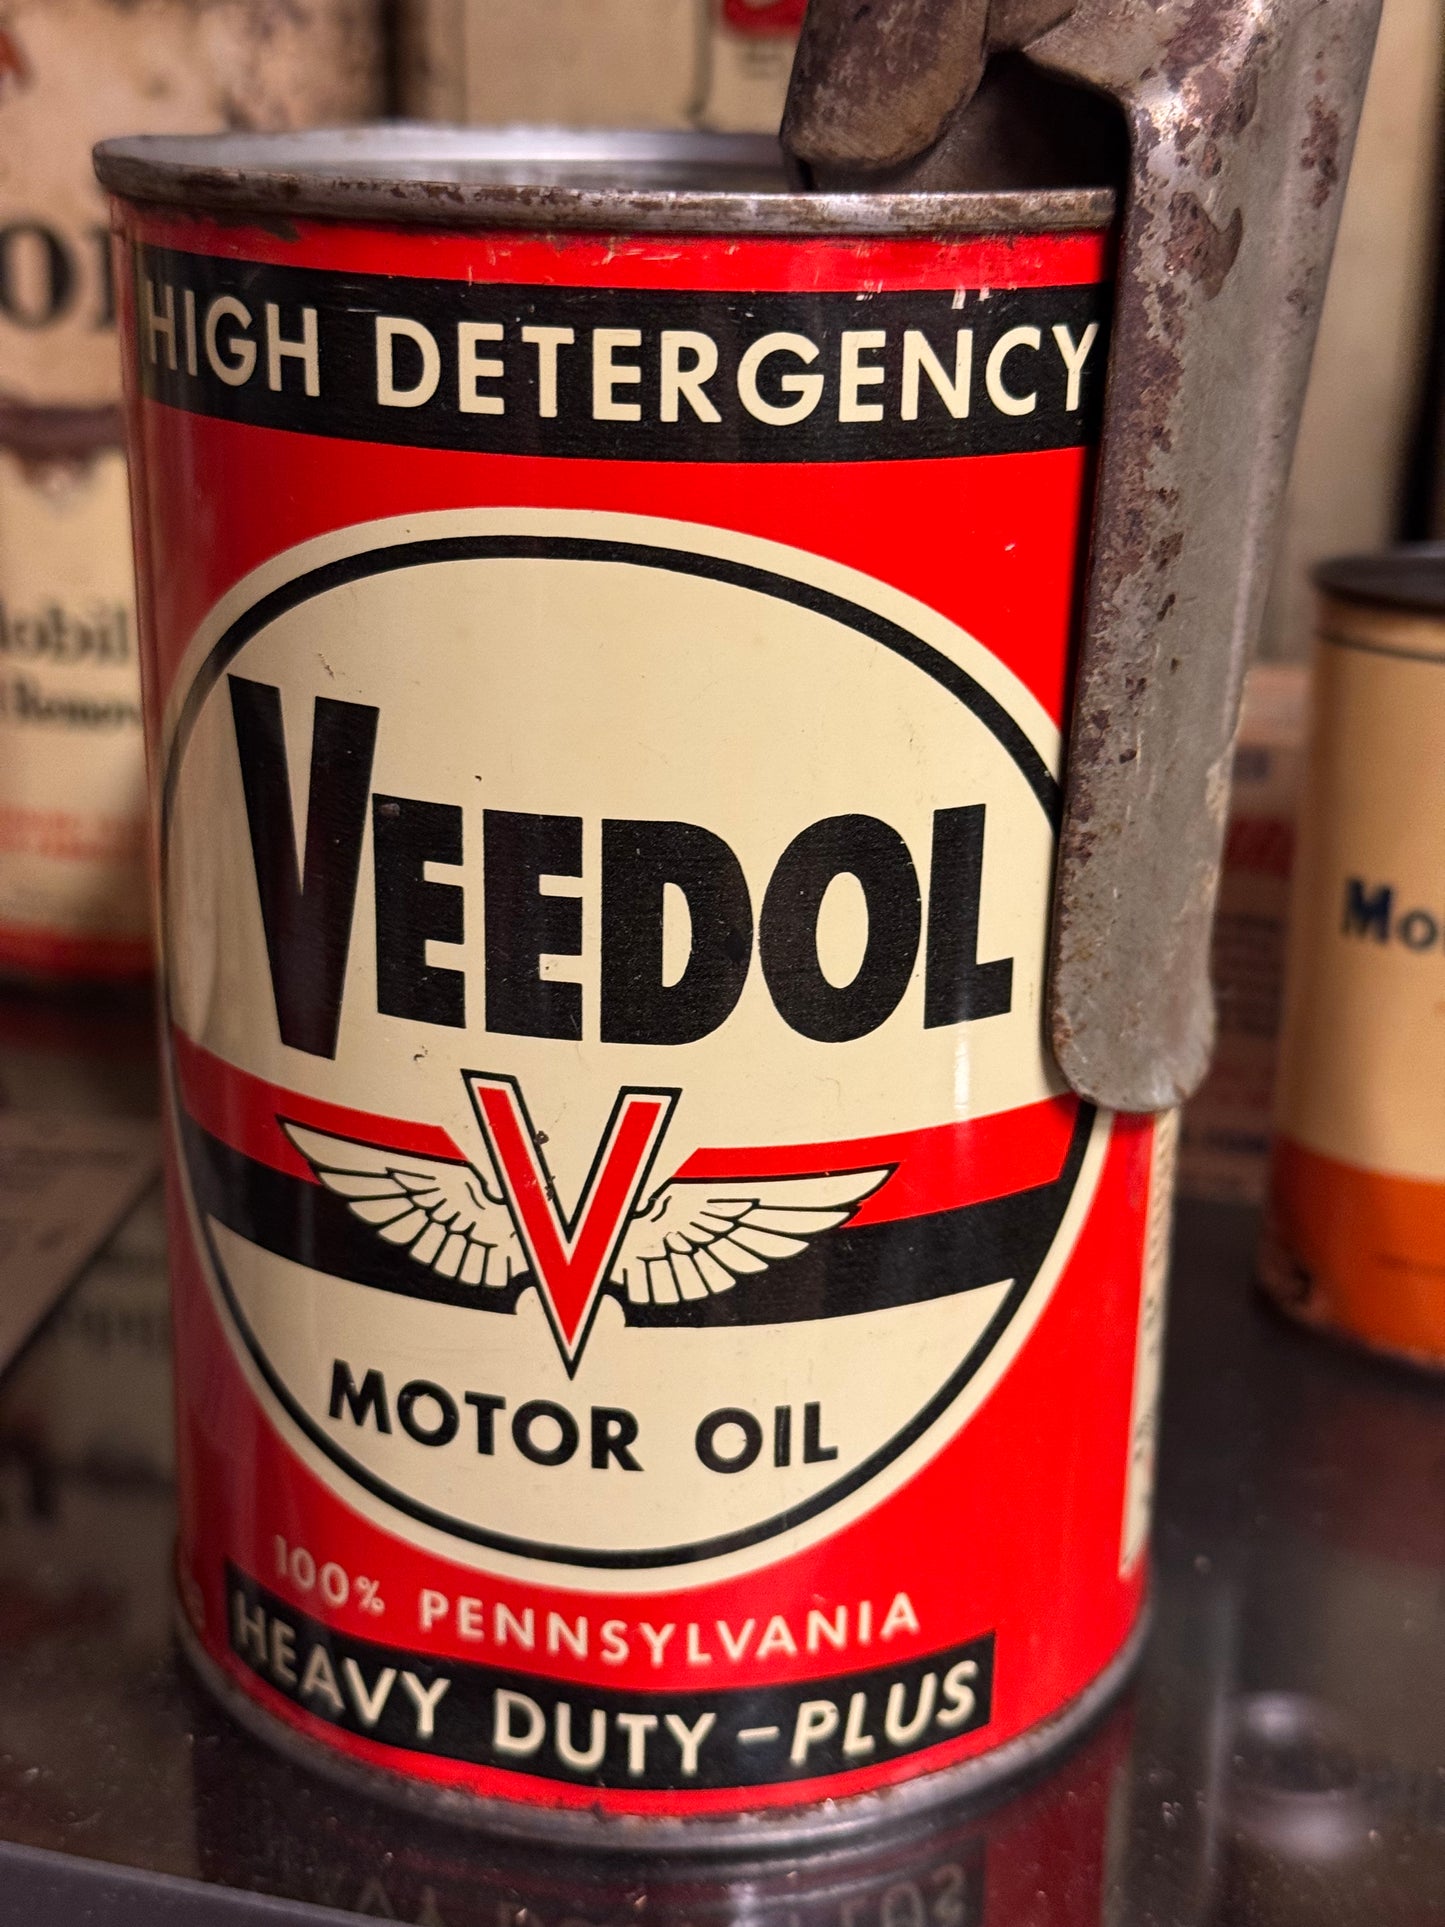 HIGH DETERGENCY
VEEDOL
V
MOTOR OIL
100% PENNSYLVANIA
HEAVY DUTY-PLUS